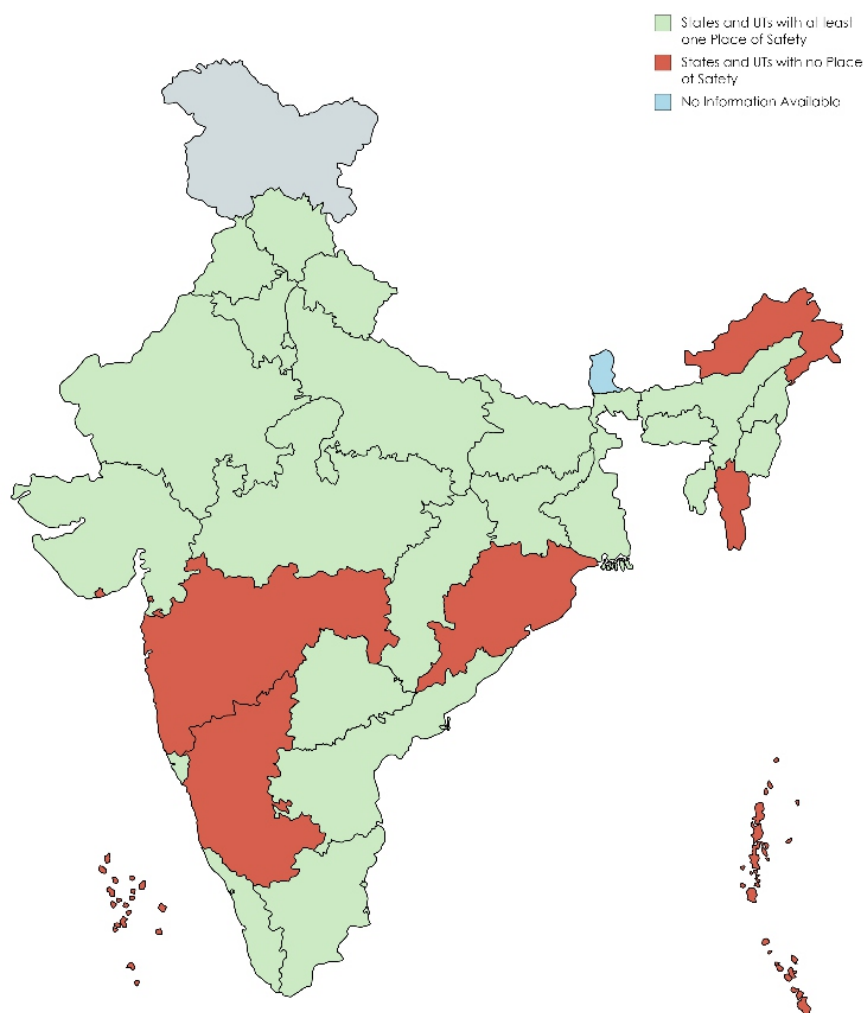 States and UTs with at least
one Place of Safety
States and UTs with no Place
of Safety
No Information Available